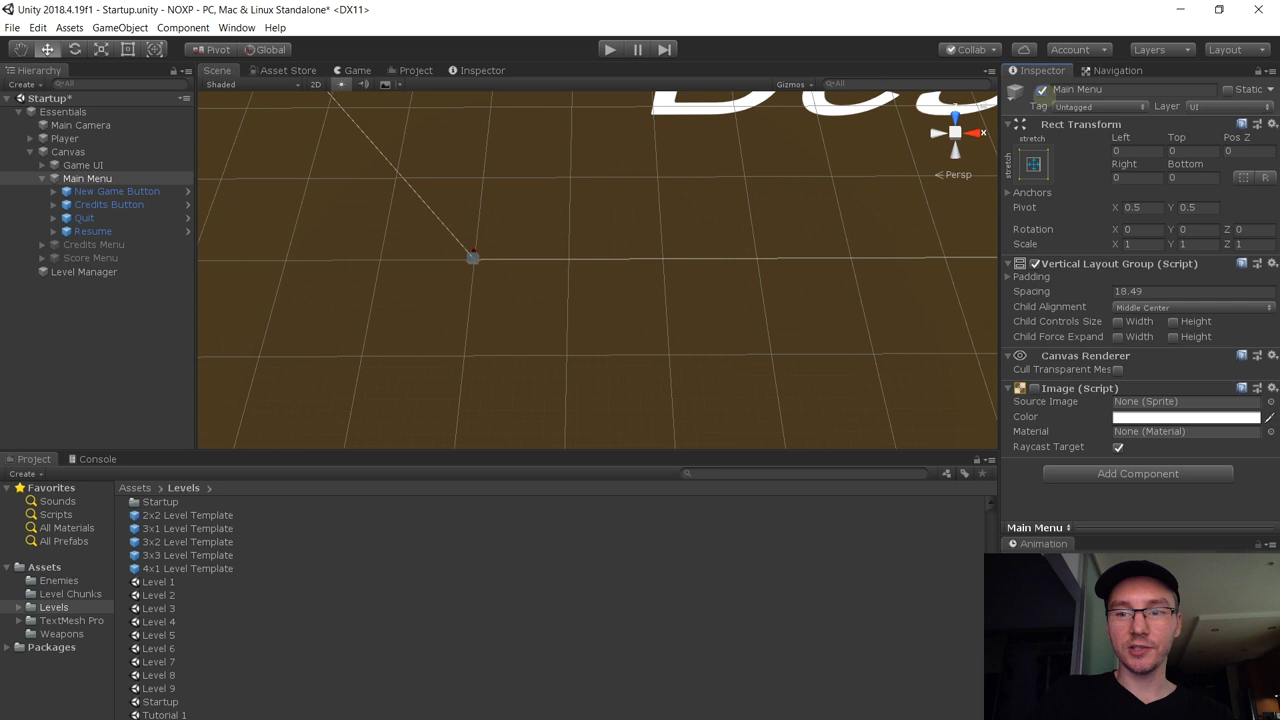 Unity 2018.4.19f1 - Startup.unity - NOXP - PC, Mac & Linux Standalone* <DX11>
File Edit Assets GameObject Component Window Help
Pivot Global Collab Account Layers Layout
Hierarchy Scene Asset Store Game Project Inspector Inspector Navigation
Create All Shaded 2D Gizmos All Main Menu Static
Startup* Tag Untagged Layer UI
Essentials
Main Camera
Player
Canvas
Game UI
Main Menu
New Game Button
Credits Button
Quit
Resume
Credits Menu
Score Menu
Level Manager
x
Persp
Rect Transform
stretch Left Top Pos Z
stretch 0 0 0
Right Bottom
0 0 R
Anchors
Pivot X 0.5 Y 0.5
Rotation X 0 Y 0 Z 0
Scale X 1 Y 1 Z 1
Vertical Layout Group (Script)
Padding
Spacing 18.49
Child Alignment Middle Center
Child Controls Size Width Height
Child Force Expand Width Height
Canvas Renderer
Cull Transparent Mes
Image (Script)
Source Image None (Sprite)
Color
Material None (Material)
Raycast Target
Add Component
Main Menu
Animation
Project Console
Create
Favorites
Sounds
Scripts
All Materials
All Prefabs
Assets
Enemies
Level Chunks
Levels
TextMesh Pro
Weapons
Packages
Assets > Levels >
Startup
2x2 Level Template
3x1 Level Template
3x2 Level Template
3x3 Level Template
4x1 Level Template
Level 1
Level 2
Level 3
Level 4
Level 5
Level 6
Level 7
Level 8
Level 9
Startup
Tutorial 1